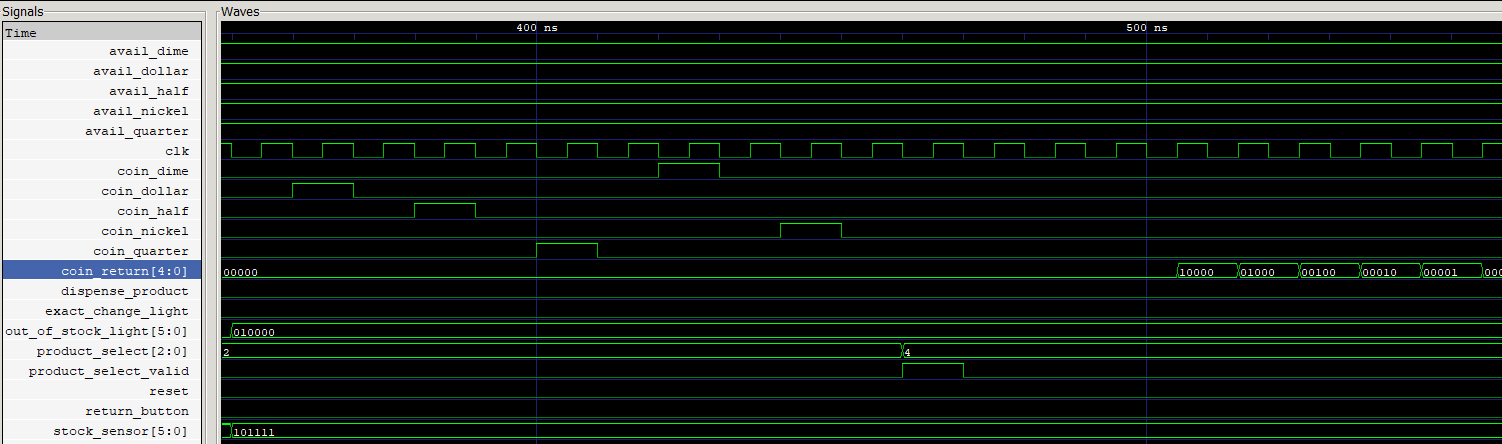 Signals
Waves
Time
400 ns
500 ns
avail_dime
avail_dollar
avail_half
avail_nickel
avail_quarter
clk
coin_dime
coin_dollar
coin_half
coin_nickel
coin_quarter
coin_return[4:0]
00000
10000
01000
00100
00010
00001
000
dispense_product
exact_change_light
out_of_stock_light[5:0]
010000
product_select[2:0]
2
4
product_select_valid
reset
return_button
stock_sensor[5:0]
101111